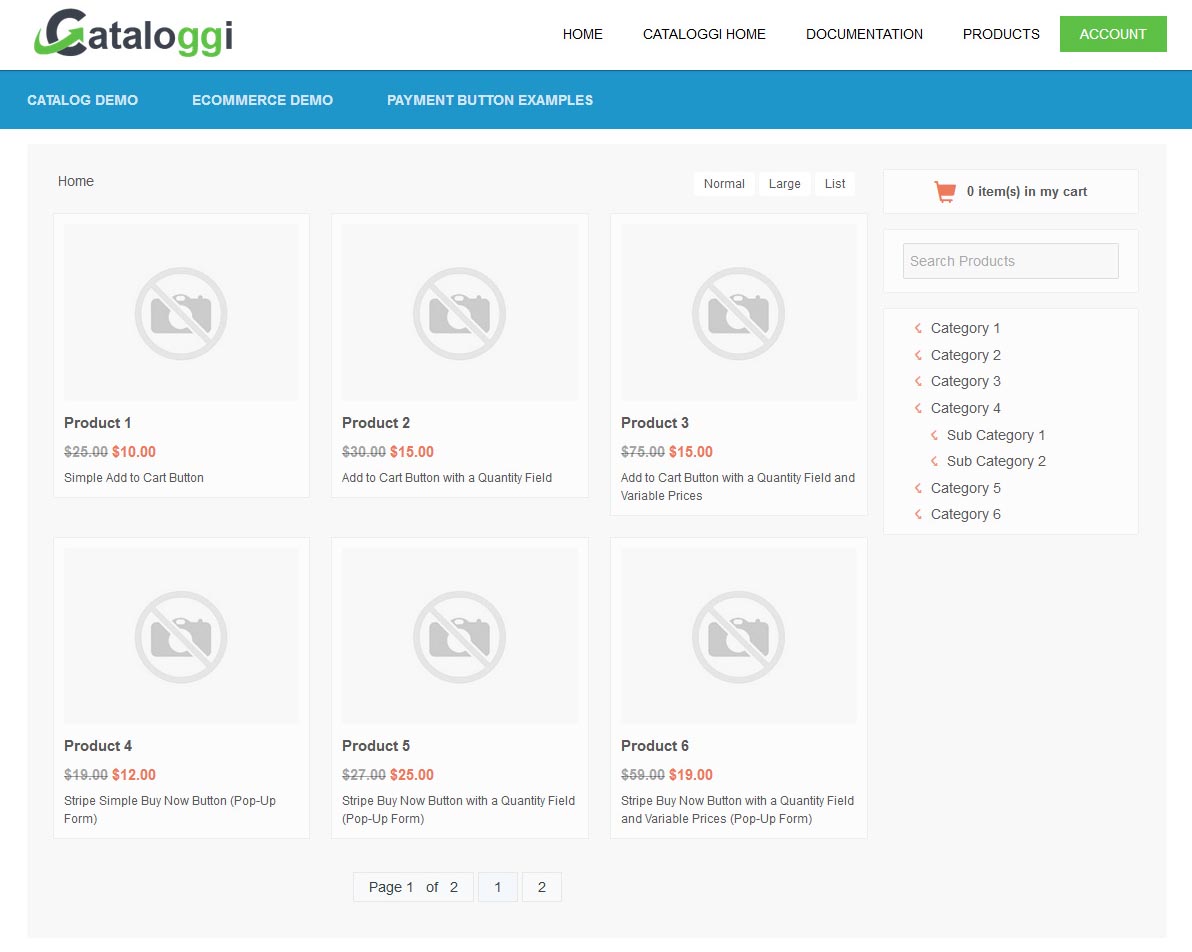 Cataloggi
HOME CATALOGGI HOME DOCUMENTATION PRODUCTS ACCOUNT
CATALOG DEMO ECOMMERCE DEMO PAYMENT BUTTON EXAMPLES
Home
Normal Large List
0 item(s) in my cart
Search Products
Category 1
Category 2
Category 3
Category 4
Sub Category 1
Sub Category 2
Category 5
Category 6
Product 1
$25.00 $10.00
Simple Add to Cart Button
Product 2
$30.00 $15.00
Add to Cart Button with a Quantity Field
Product 3
$75.00 $15.00
Add to Cart Button with a Quantity Field and
Variable Prices
Product 4
$19.00 $12.00
Stripe Simple Buy Now Button (Pop-Up
Form)
Product 5
$27.00 $25.00
Stripe Buy Now Button with a Quantity Field
(Pop-Up Form)
Product 6
$59.00 $19.00
Stripe Buy Now Button with a Quantity Field
and Variable Prices (Pop-Up Form)
Page 1 of 2 1 2